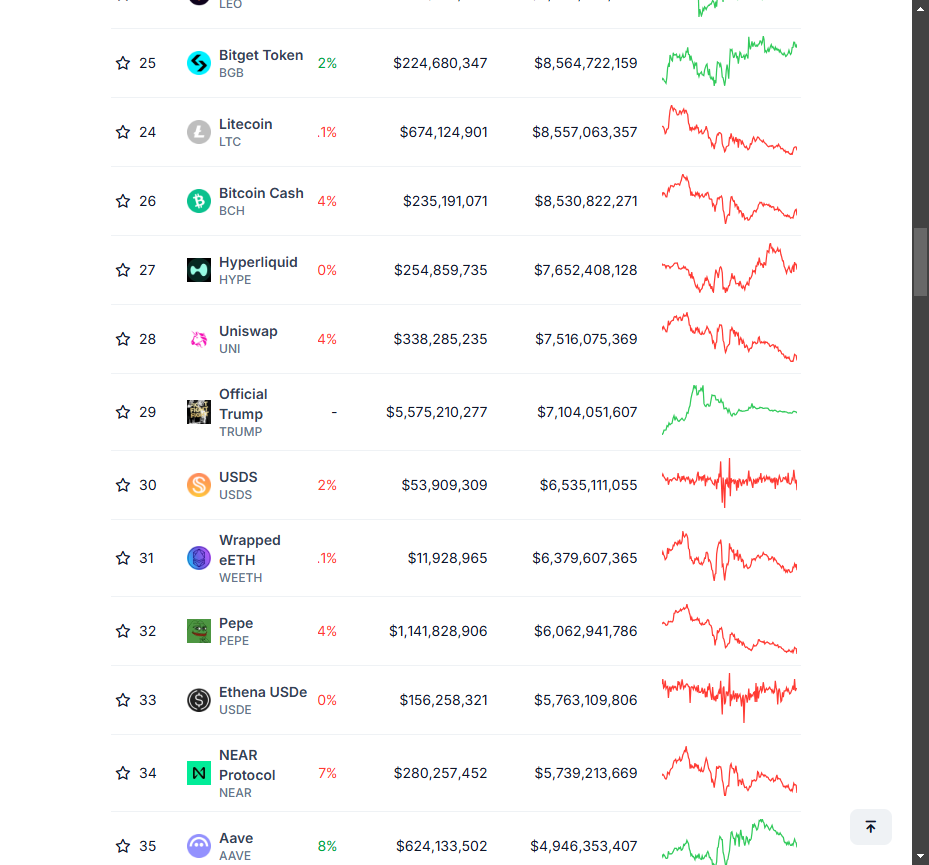 LEO
25 Bitget Token 2% $224,680,347 $8,564,722,159
BGB
24 Litecoin .1% $674,124,901 $8,557,063,357
LTC
26 Bitcoin Cash 4% $235,191,071 $8,530,822,271
BCH
27 Hyperliquid 0% $254,859,735 $7,652,408,128
HYPE
28 Uniswap 4% $338,285,235 $7,516,075,369
UNI
29 Official
Trump - $5,575,210,277 $7,104,051,607
TRUMP
30 USDS 2% $53,909,309 $6,535,111,055
USDS
31 Wrapped
eETH .1% $11,928,965 $6,379,607,365
WEETH
32 Pepe 4% $1,141,828,906 $6,062,941,786
PEPE
33 Ethena USDe 0% $156,258,321 $5,763,109,806
USDE
34 NEAR
Protocol 7% $280,257,452 $5,739,213,669
NEAR
35 Aave 8% $624,133,502 $4,946,353,407
AAVE